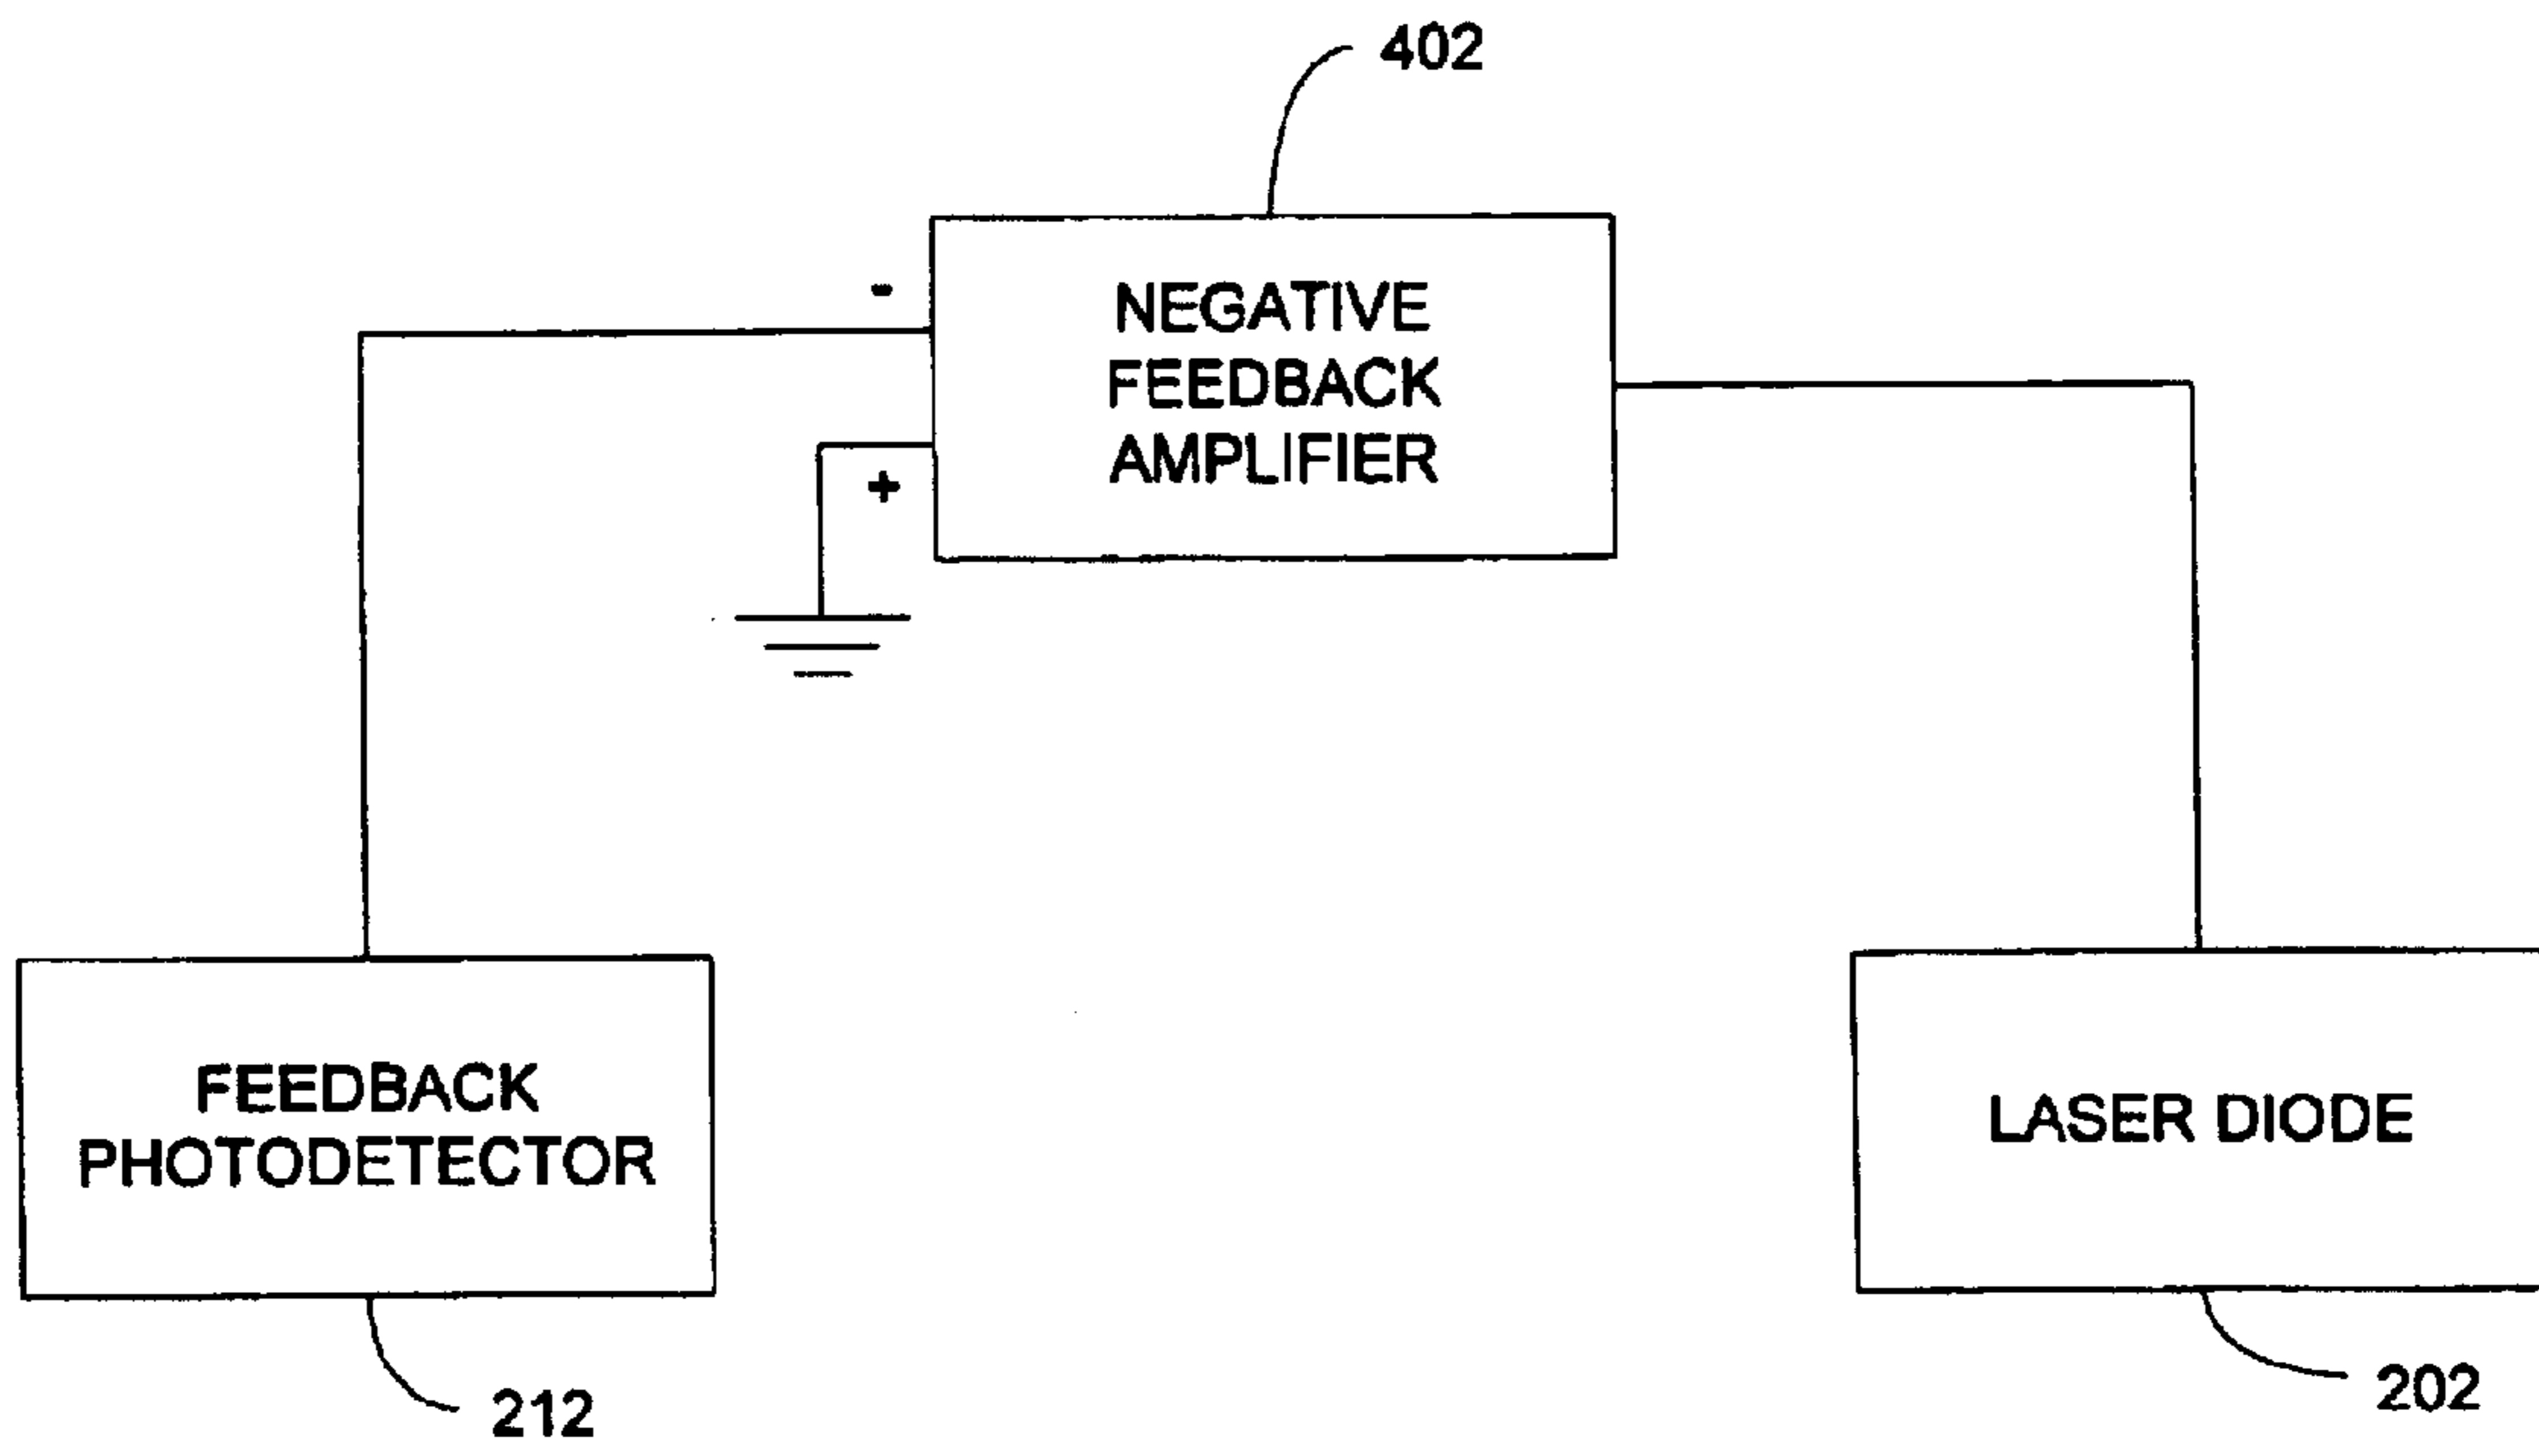 402
-
NEGATIVE
FEEDBACK
AMPLIFIER
+
FEEDBACK
PHOTODETECTOR
LASER DIODE
212
202